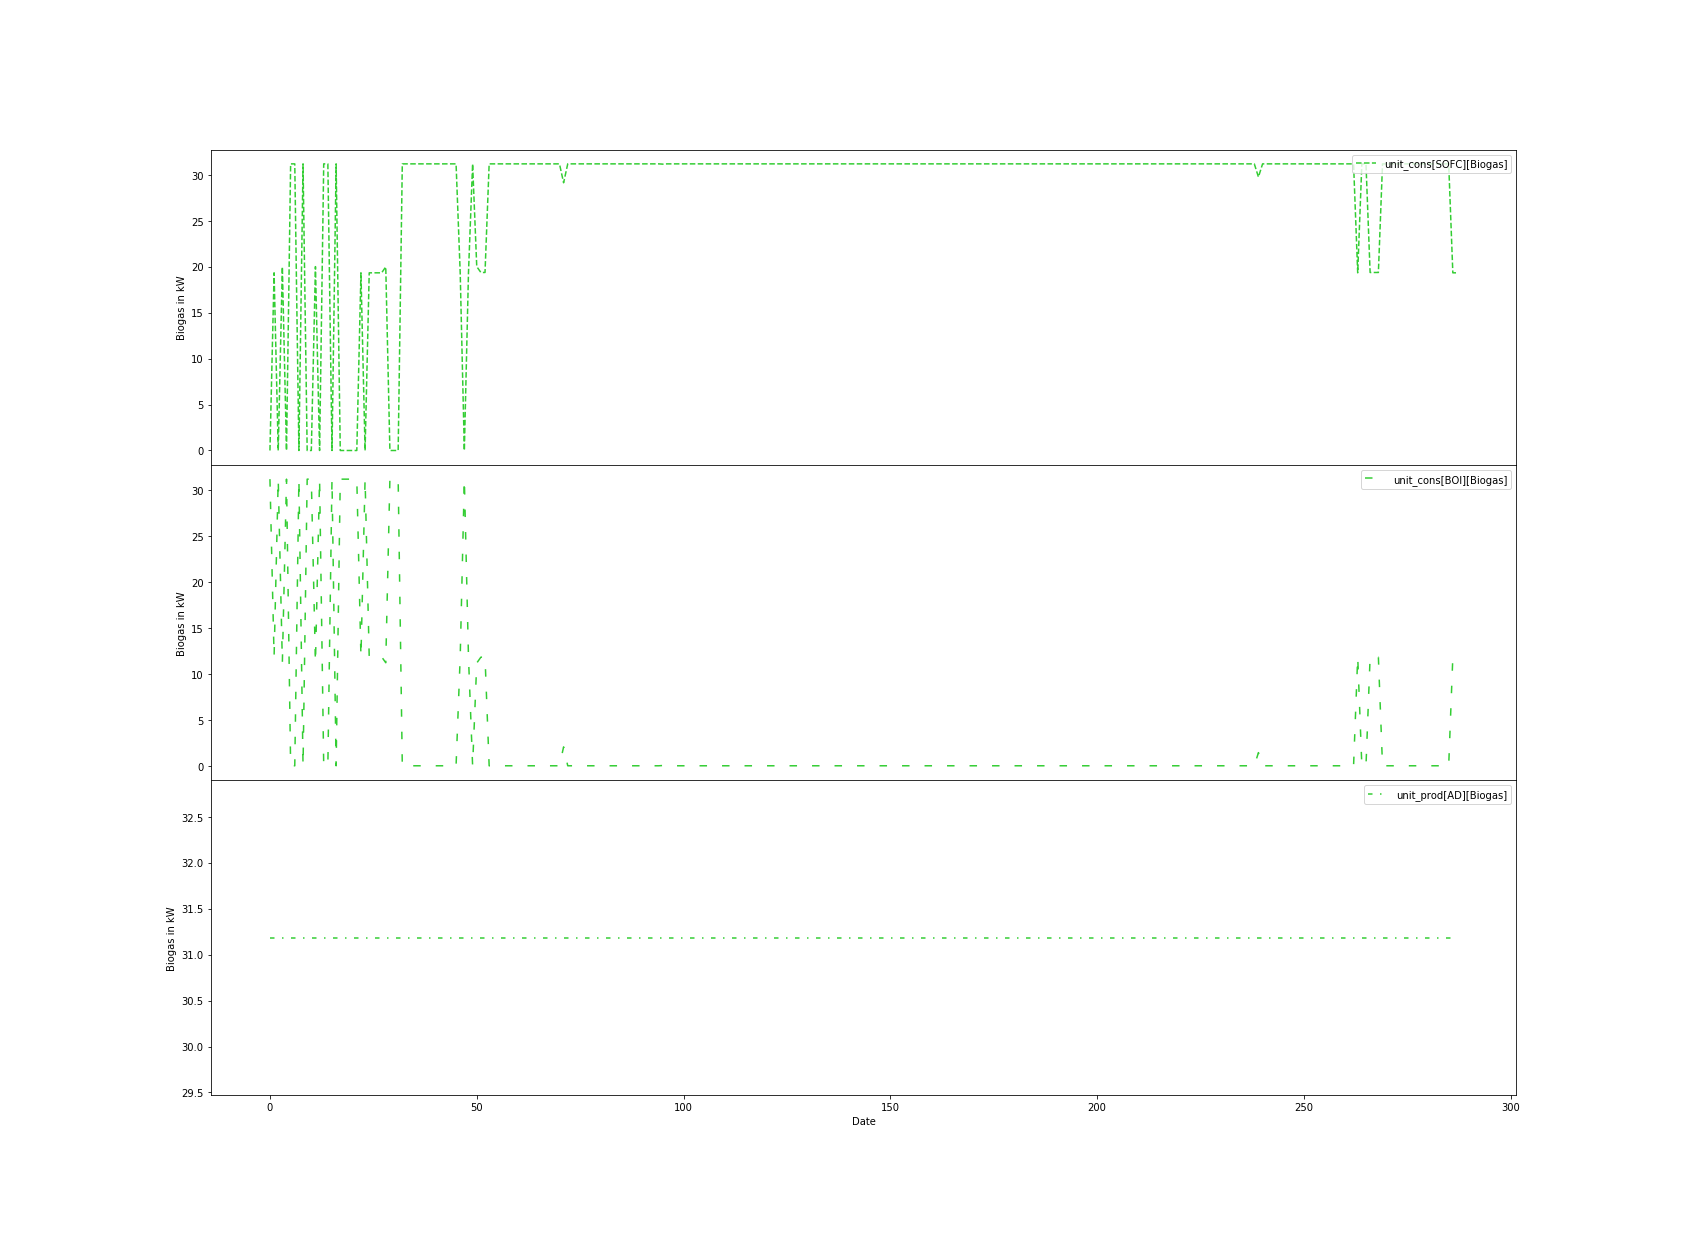 unit_cons[SOFC][Biogas]
30
25
20
15
10
5
0
Biogas in kW
unit_cons[BOI][Biogas]
30
25
20
15
10
5
0
Biogas in kW
unit_prod[AD][Biogas]
32.5
32.0
31.5
31.0
30.5
30.0
29.5
Biogas in kW
0 50 100 150 200 250 300
Date